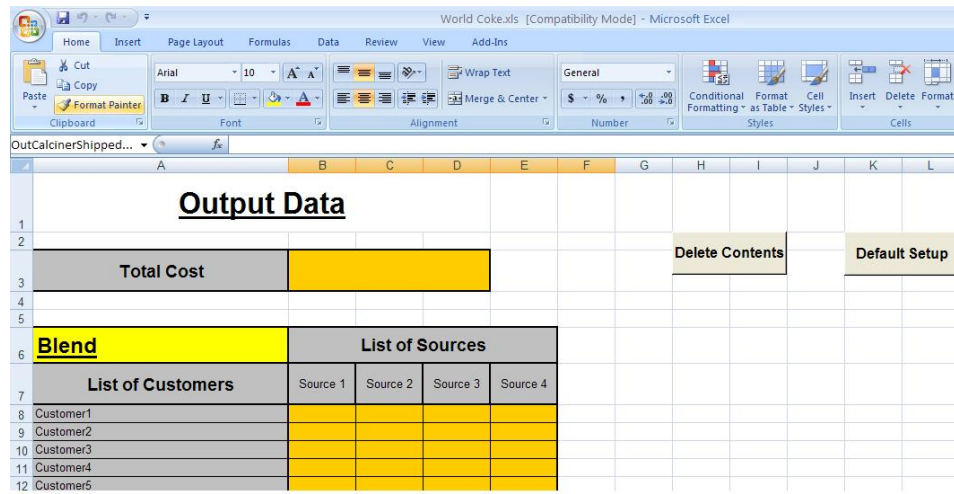 World Coke.xls [Compatibility Mode] - Microsoft Excel
Home Insert Page Layout Formulas Data Review View Add-Ins
Cut
Copy
Format Painter
Paste
Clipboard
Arial 10 A A
B I U A
Font
Wrap Text
Merge & Center
Alignment
General
$ % , .0 .00 .00 .0
Number
Conditional Formatting
Format as Table
Cell Styles
Styles
Insert Delete Format
Cells
OutCalcinerShipped... fx
A B C D E F G H I J K L
1 Output Data
2
3 Total Cost
Delete Contents
Default Setup
4
5
6 Blend List of Sources
7 List of Customers Source 1 Source 2 Source 3 Source 4
8 Customer1
9 Customer2
10 Customer3
11 Customer4
12 Customer5